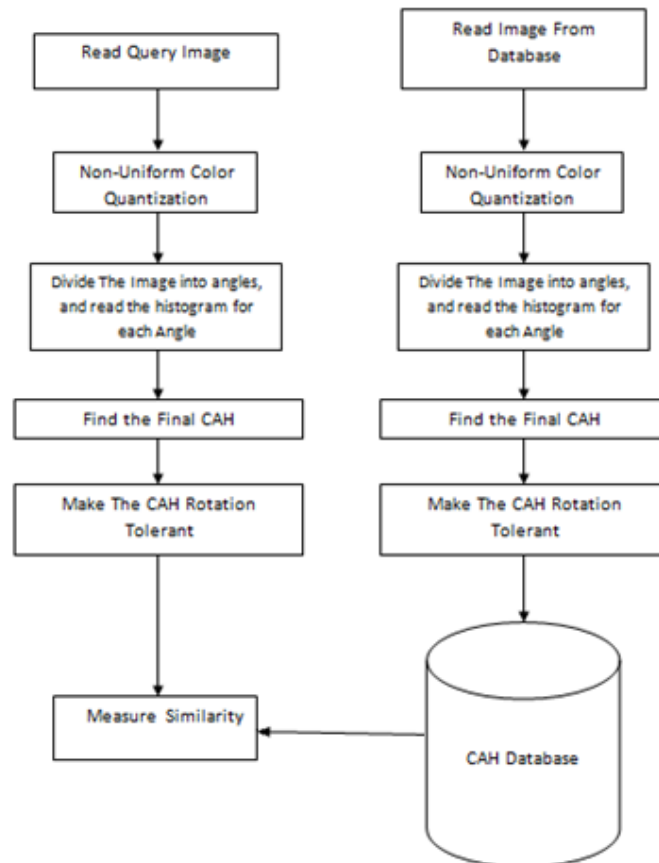 Read Query Image
Non-Uniform Color
Quantization
Divide The Image into angles,
and read the histogram for
each Angle
Find the Final CAH
Make The CAH Rotation
Tolerant
Measure Similarity
Read Image From
Database
Non-Uniform Color
Quantization
Divide The Image into angles,
and read the histogram for
each Angle
Find the Final CAH
Make The CAH Rotation
Tolerant
CAH Database